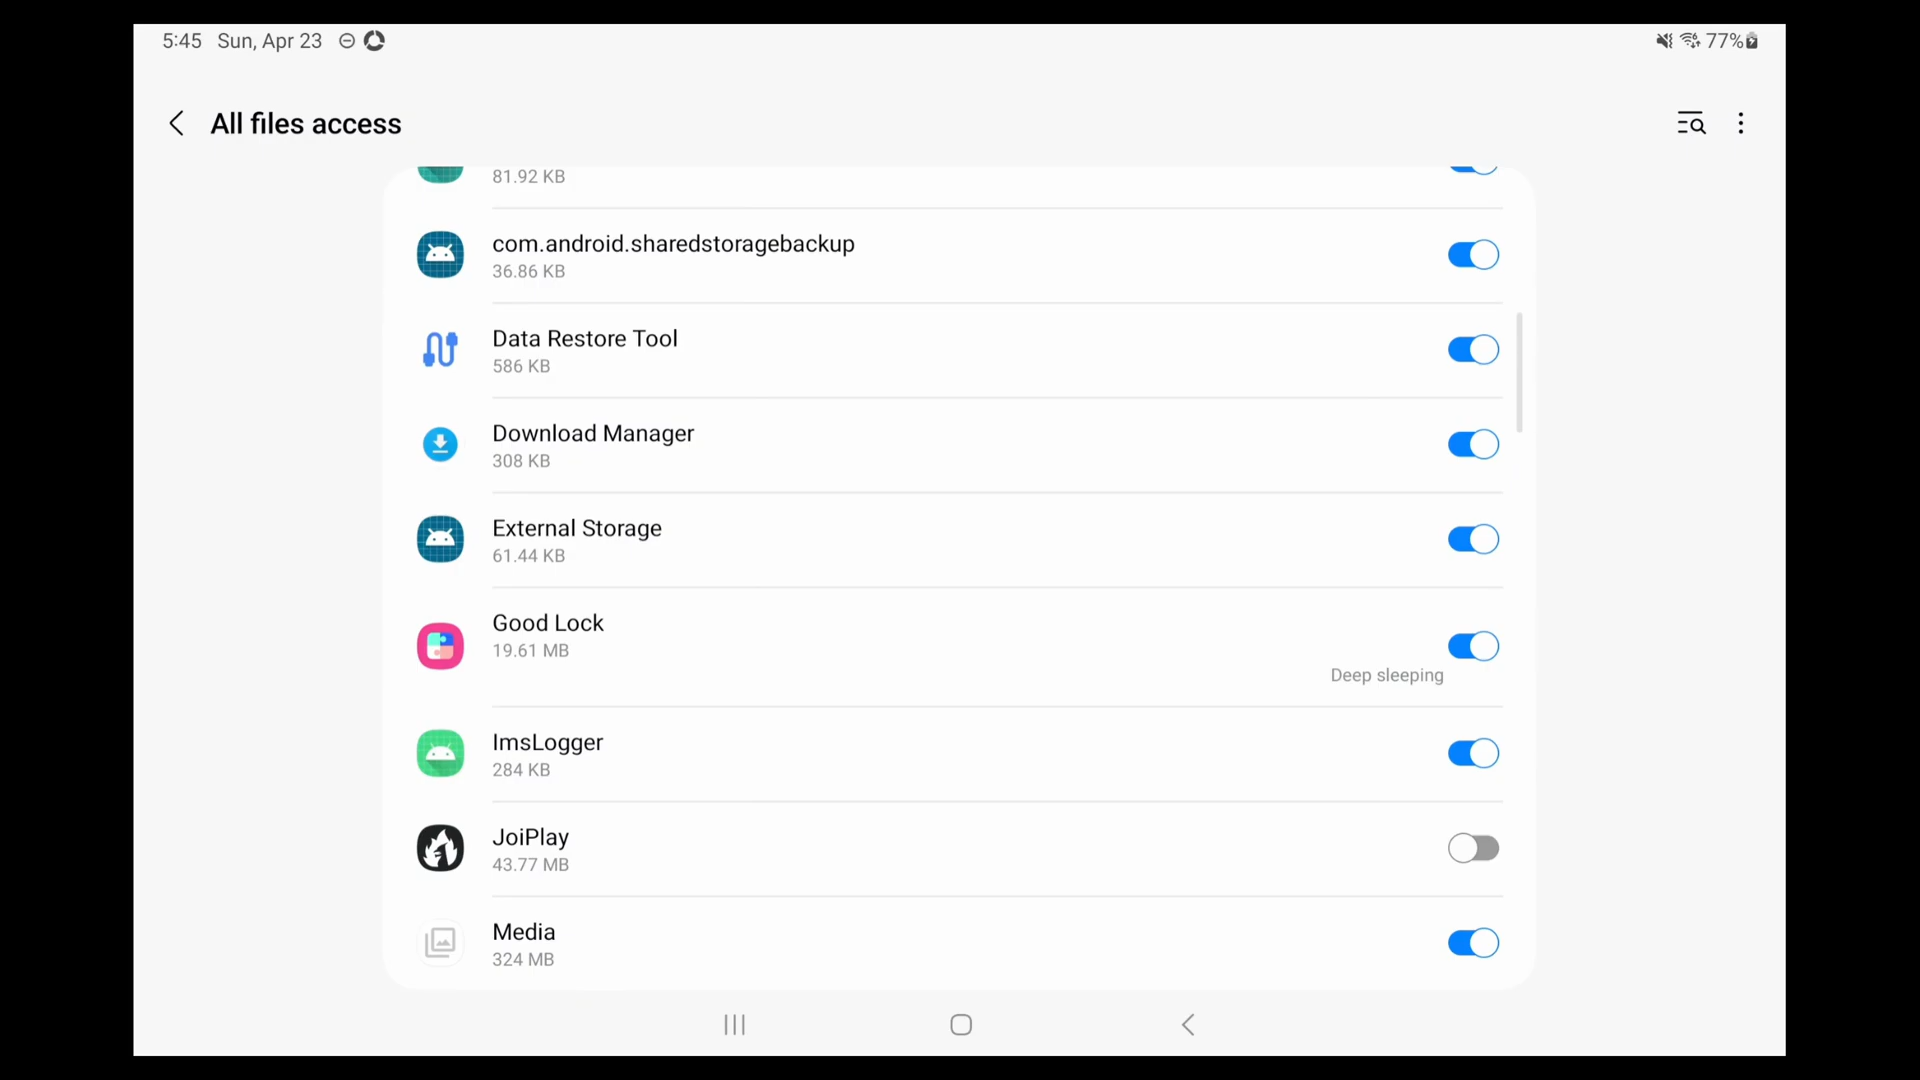 5:45 Sun, Apr 23
77%
All files access
81.92 KB
com.android.sharedstoragebackup
36.86 KB
Data Restore Tool
586 KB
Download Manager
308 KB
External Storage
61.44 KB
Good Lock
19.61 MB
Deep sleeping
ImsLogger
284 KB
JoiPlay
43.77 MB
Media
324 MB